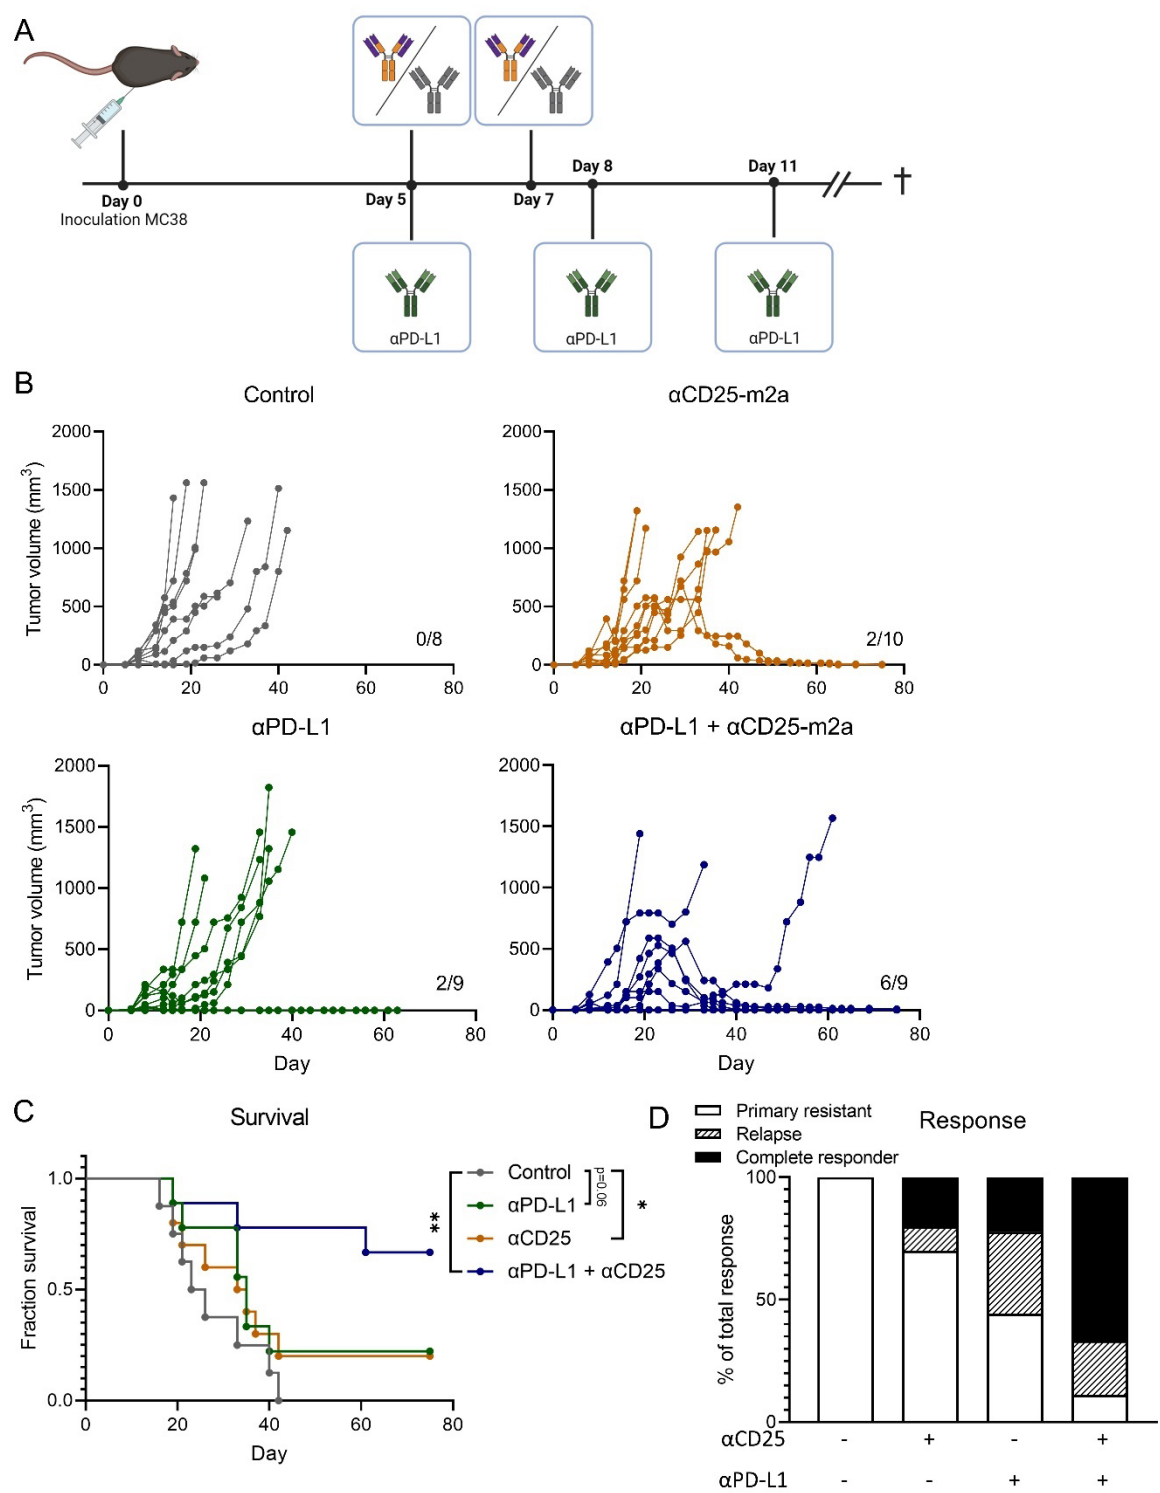 A
Day 0
Inoculation MC38
Day 5
Day 7
Day 8
Day 11
αPD-L1
αPD-L1
αPD-L1
B
Control
αCD25-m2a
Tumor volume (mm³)
2000
1500
1000
500
0
0 20 40 60 80
0/8
2000
1500
1000
500
0
0 20 40 60 80
2/10
αPD-L1
αPD-L1 + αCD25-m2a
Tumor volume (mm³)
2000
1500
1000
500
0
0 20 40 60 80
2/9
Day
2000
1500
1000
500
0
0 20 40 60 80
6/9
Day
C
Survival
Fraction survival
1.0
0.5
0.0
0 20 40 60 80
Day
Control
αPD-L1
αCD25
αPD-L1 + αCD25
**
p=0.06
*
D
Primary resistant
Relapse
Complete responder
Response
% of total response
100
50
0
αCD25 - + - +
αPD-L1 - - + +